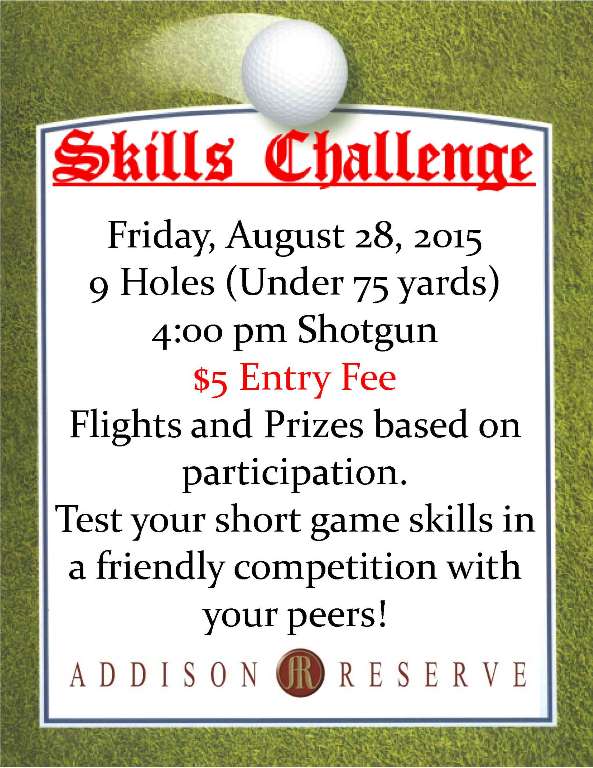 Skills Challenge
Friday, August 28, 2015
9 Holes (Under 75 yards)
4:00 pm Shotgun
$5 Entry Fee
Flights and Prizes based on
participation.
Test your short game skills in
a friendly competition with
your peers!
ADDISON AR RESERVE